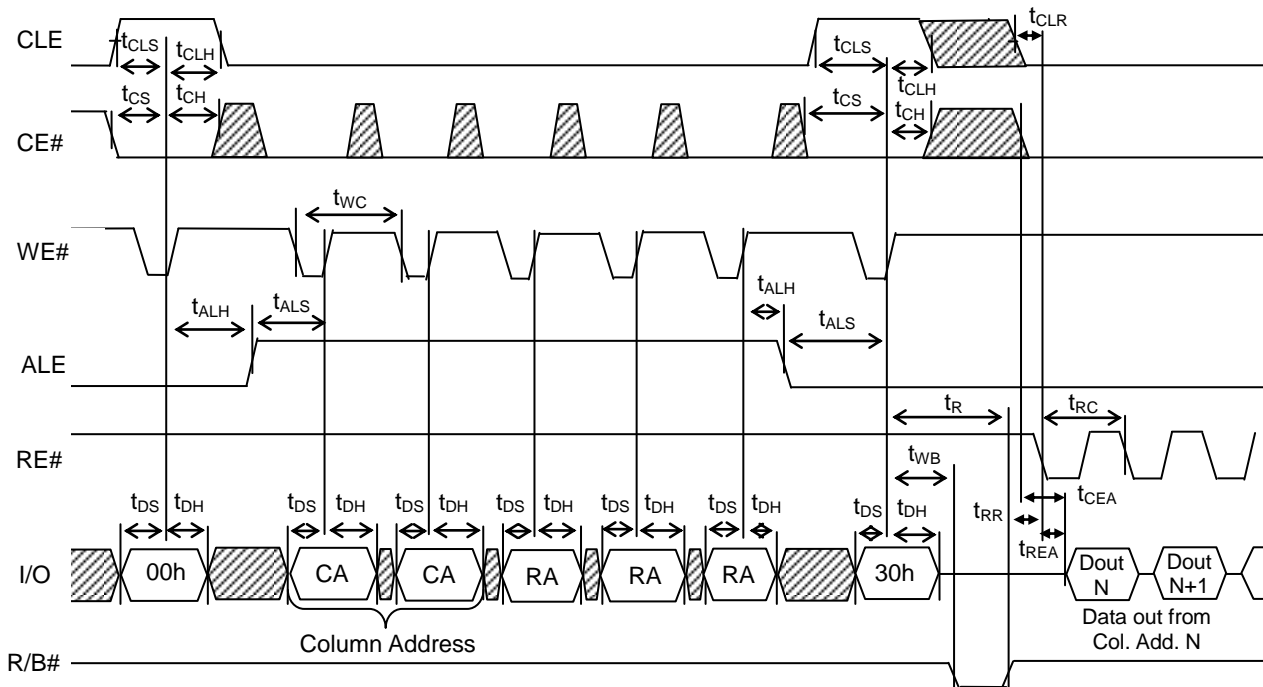 CLE tCLS tCLH tCLS tCLH tCLR
CE# tCS tCH tCS tCH
WE# tWC
ALE tALH tALS tALH tALS
RE# tR tRC
tWB tCEA
tRR tREA
tDS tDH tDS tDH tDS tDH tDS tDH tDS tDH tDS tDH tDS tDH
I/O 00h CA CA RA RA RA 30h Dout N Dout N+1
Column Address
Data out from
Col. Add. N
R/B#